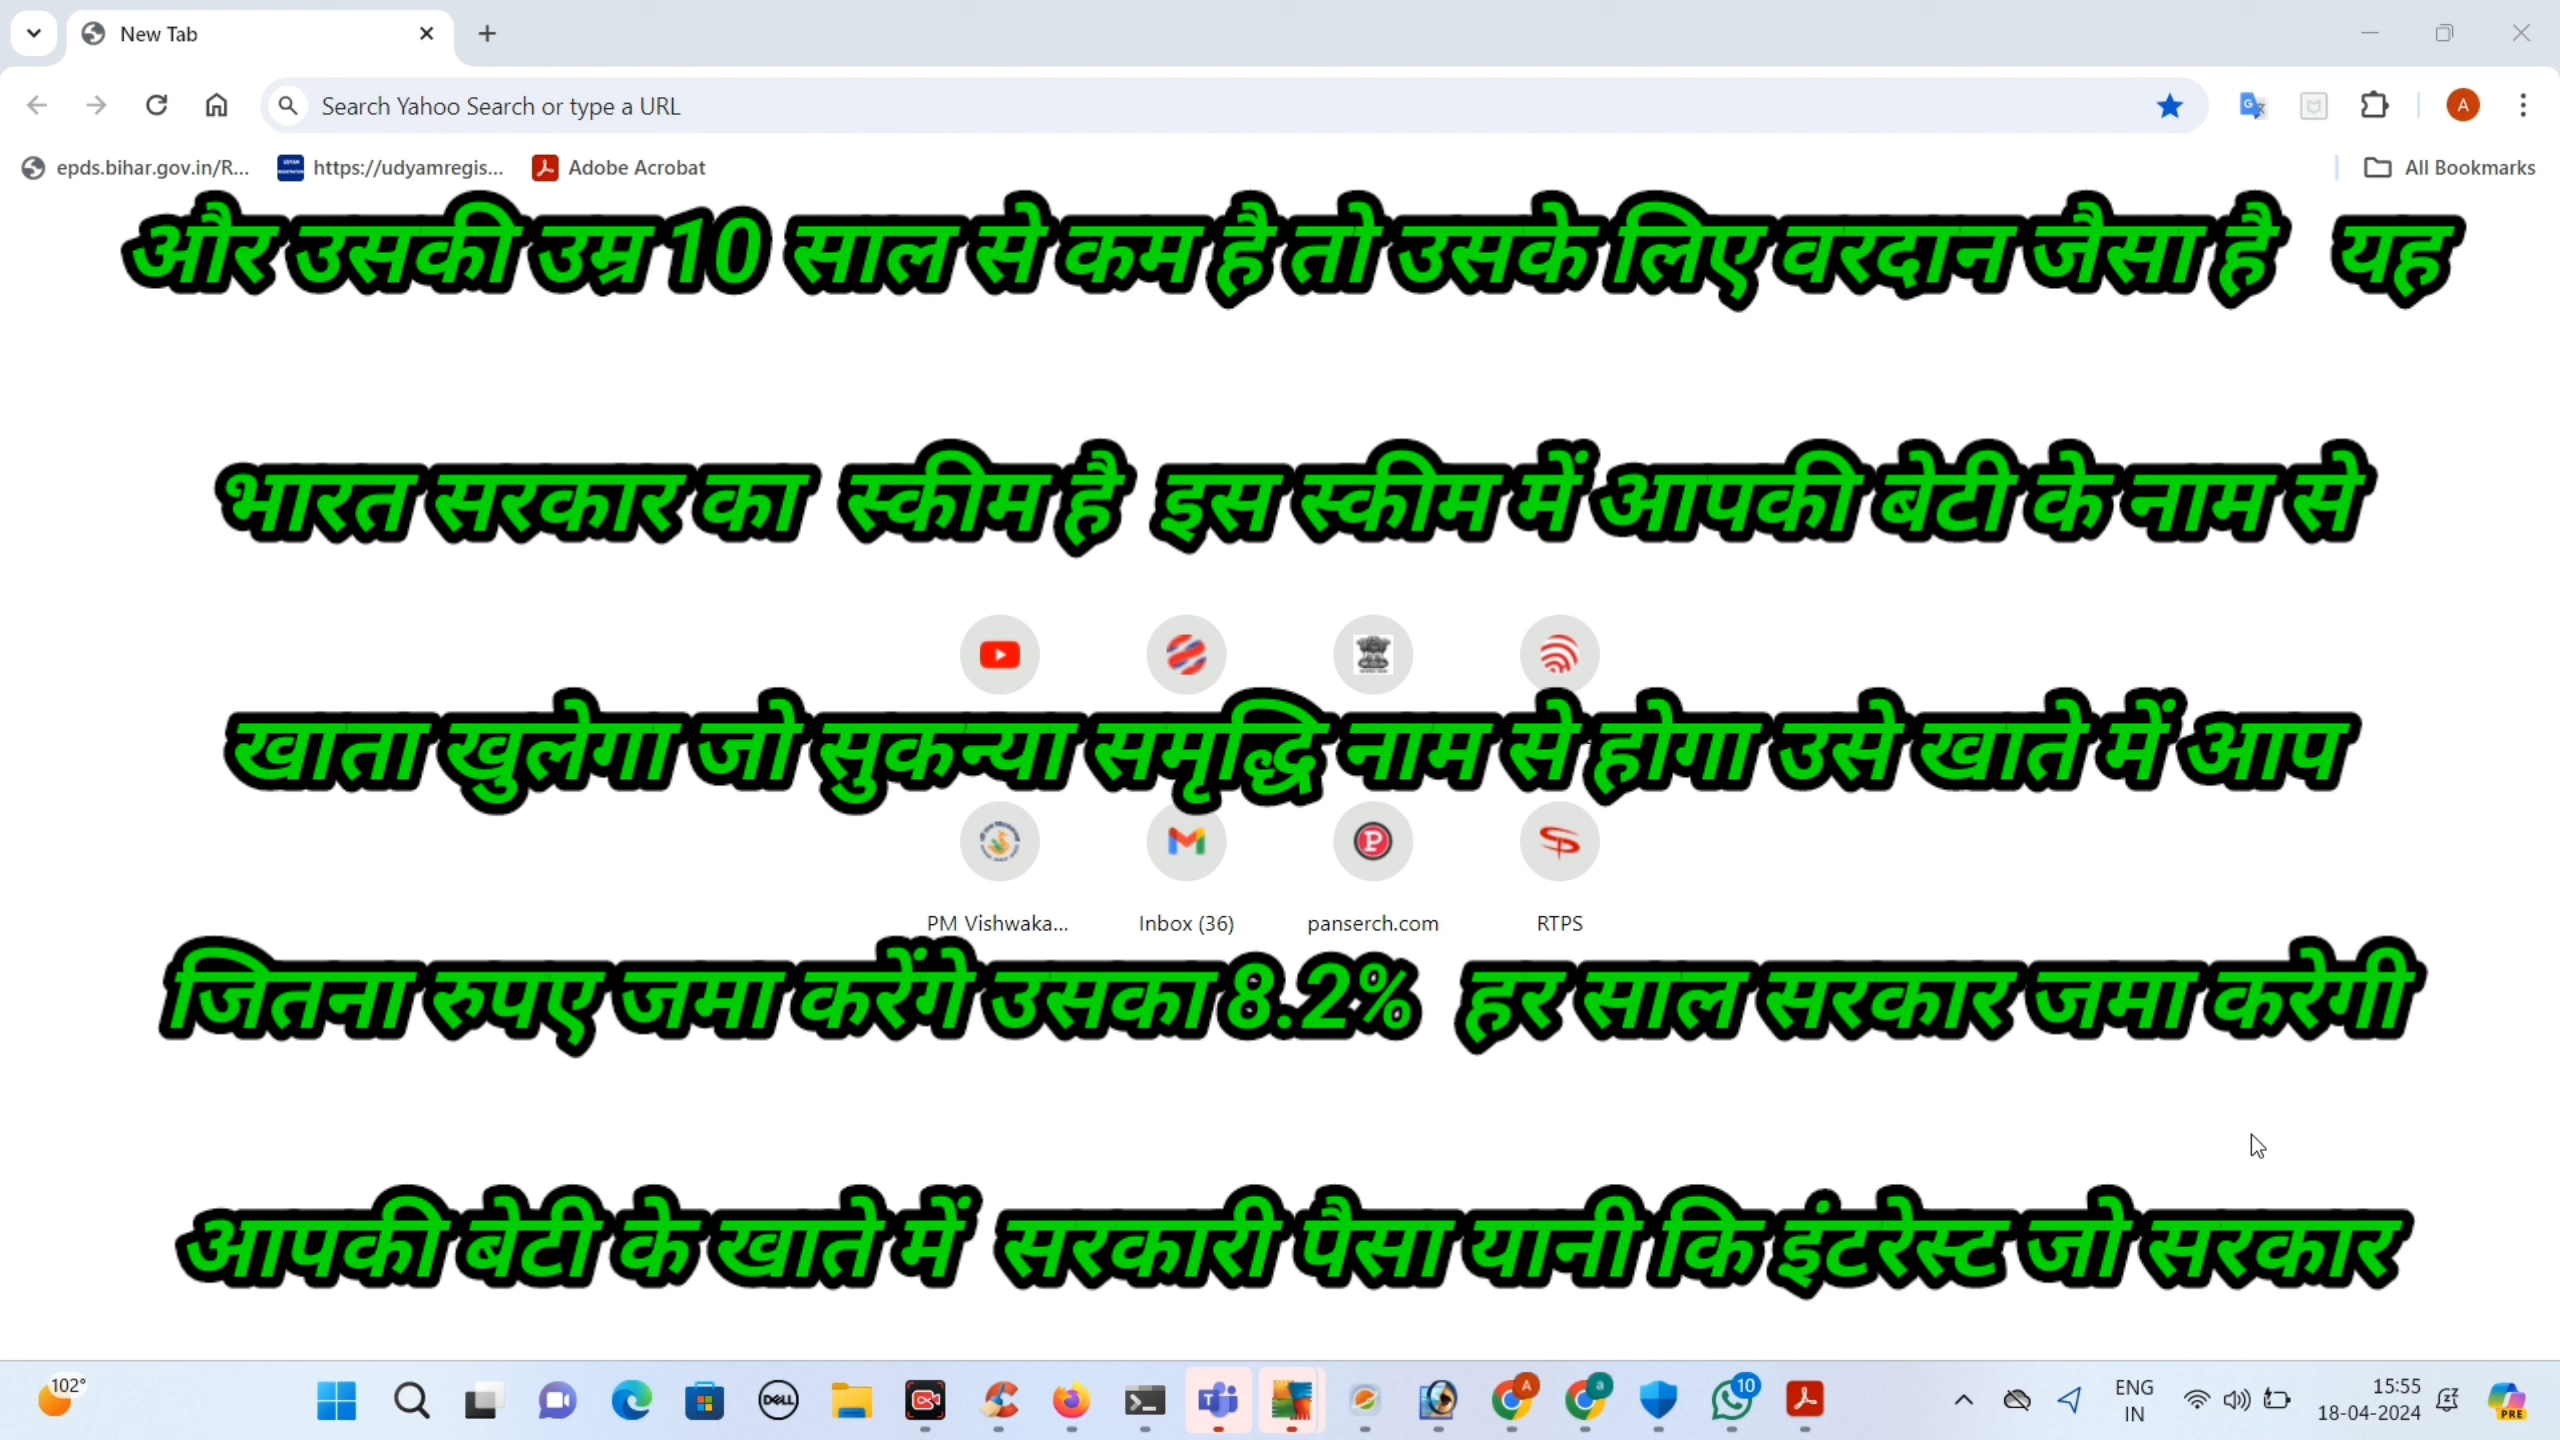 New Tab
Search Yahoo Search or type a URL
A
epds.bihar.gov.in/R...
https://udyamregis...
Adobe Acrobat
All Bookmarks
और उसकी उम्र 10 साल से कम है तो उसके लिए वरदान जैसा है यह
भारत सरकार का स्कीम है इस स्कीम में आपकी बेटी के नाम से
खाता खुलेगा जो सुकन्या समृद्धि नाम से होगा उसे खाते में आप
PM Vishwaka...
Inbox (36)
panserch.com
RTPS
जितना रुपए जमा करेंगे उसका 8.2% हर साल सरकार जमा करेगी
आपकी बेटी के खाते में सरकारी पैसा यानी कि इंटरेस्ट जो सरकार
102°
DELL
A
a
10
ENG
IN
15:55
18-04-2024
PRE